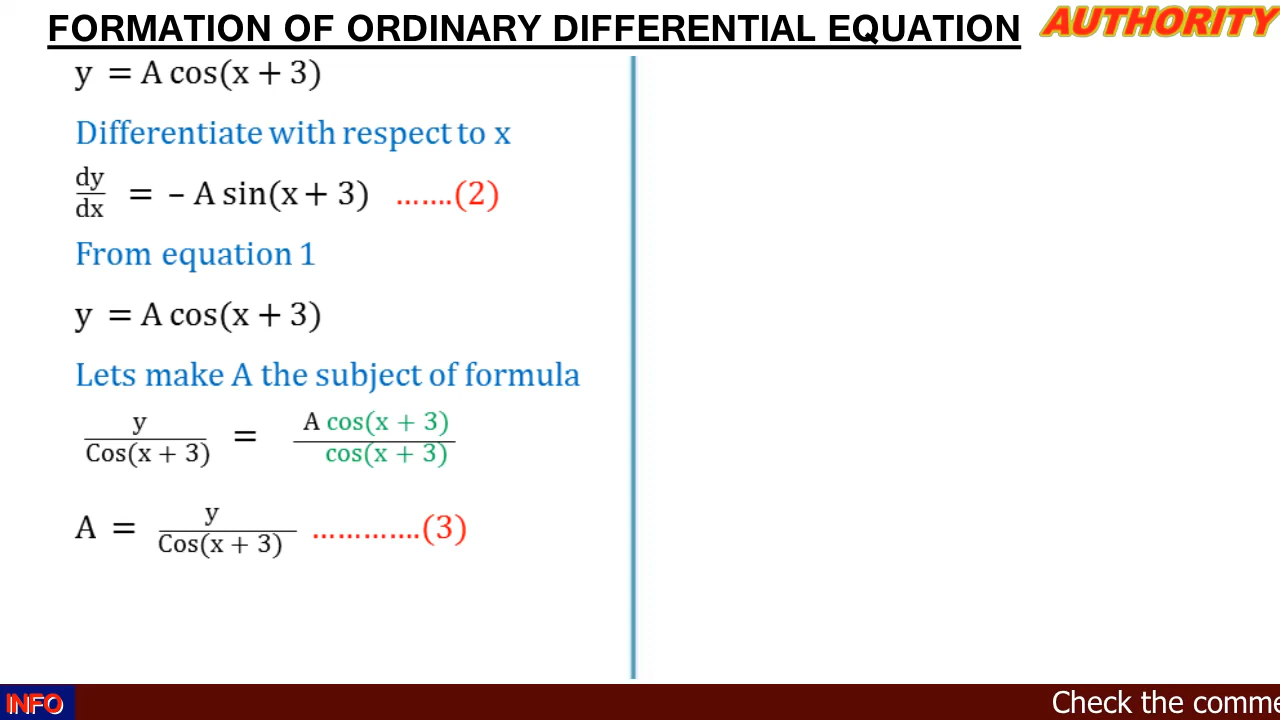 FORMATION OF ORDINARY DIFFERENTIAL EQUATION
AUTHORITY
y = A cos(x + 3)
Differentiate with respect to x
dy/dx = – A sin(x + 3) .......(2)
From equation 1
y = A cos(x + 3)
Lets make A the subject of formula
y/Cos(x + 3) = A cos(x + 3)/cos(x + 3)
A = y/Cos(x + 3) .............(3)
INFO
Check the comme